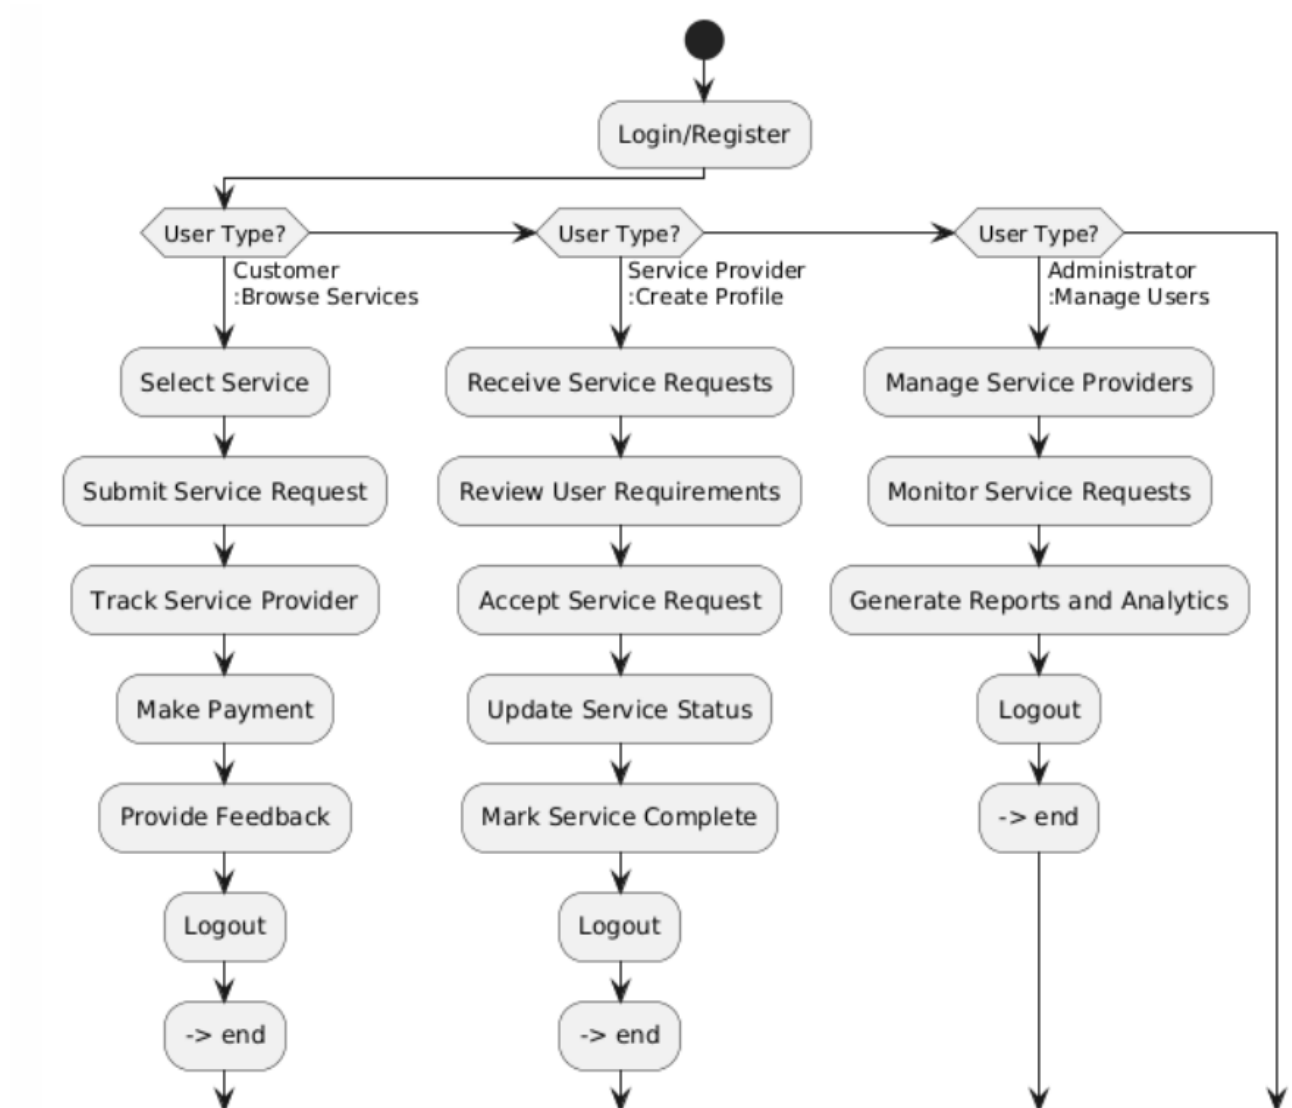 Login/Register
User Type?
Customer
:Browse Services
Select Service
Submit Service Request
Track Service Provider
Make Payment
Provide Feedback
Logout
-> end
User Type?
Service Provider
:Create Profile
Receive Service Requests
Review User Requirements
Accept Service Request
Update Service Status
Mark Service Complete
Logout
-> end
User Type?
Administrator
:Manage Users
Manage Service Providers
Monitor Service Requests
Generate Reports and Analytics
Logout
-> end